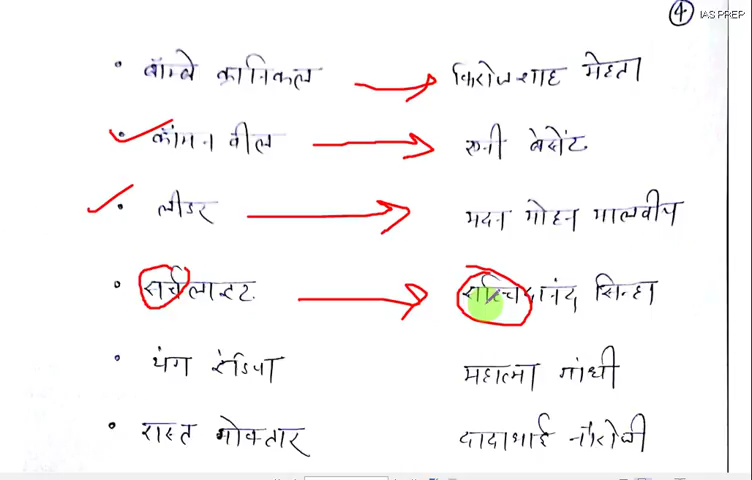 ④ IAS PREP
• बॉम्बे क्रानिकल → फिरोजशाह मेहता
• कॉमन वील → एनी बेसेंट
• लीडर → मदन मोहन मालवीय
• सर्चलाइट → सच्चिदानंद सिन्हा
• यंग इंडिया महात्मा गांधी
• रास्त गोफ्तार दादाभाई नौरोजी